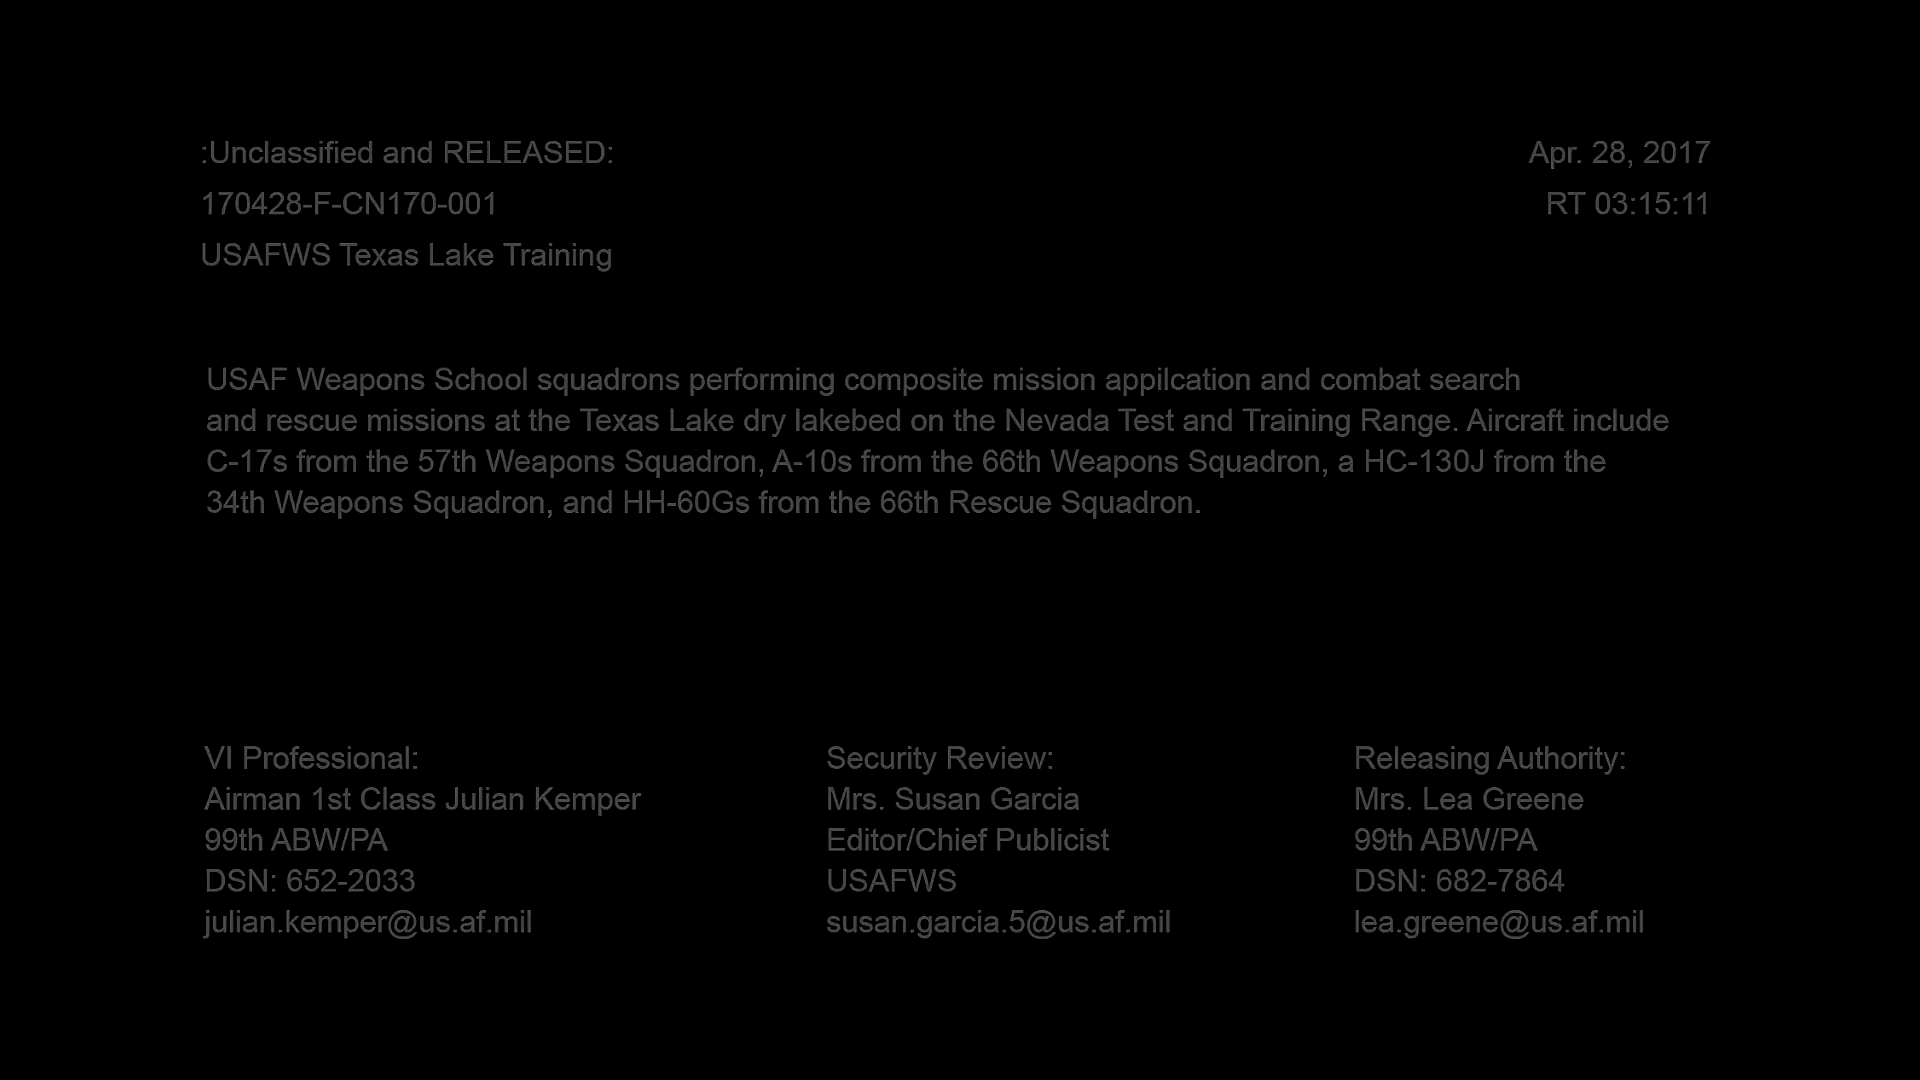 :Unclassified and RELEASED:
Apr. 28, 2017
170428-F-CN170-001
RT 03:15:11
USAFWS Texas Lake Training
USAF Weapons School squadrons performing composite mission appilcation and combat search
and rescue missions at the Texas Lake dry lakebed on the Nevada Test and Training Range. Aircraft include
C-17s from the 57th Weapons Squadron, A-10s from the 66th Weapons Squadron, a HC-130J from the
34th Weapons Squadron, and HH-60Gs from the 66th Rescue Squadron.
VI Professional:
Airman 1st Class Julian Kemper
99th ABW/PA
DSN: 652-2033
julian.kemper@us.af.mil
Security Review:
Mrs. Susan Garcia
Editor/Chief Publicist
USAFWS
susan.garcia.5@us.af.mil
Releasing Authority:
Mrs. Lea Greene
99th ABW/PA
DSN: 682-7864
lea.greene@us.af.mil